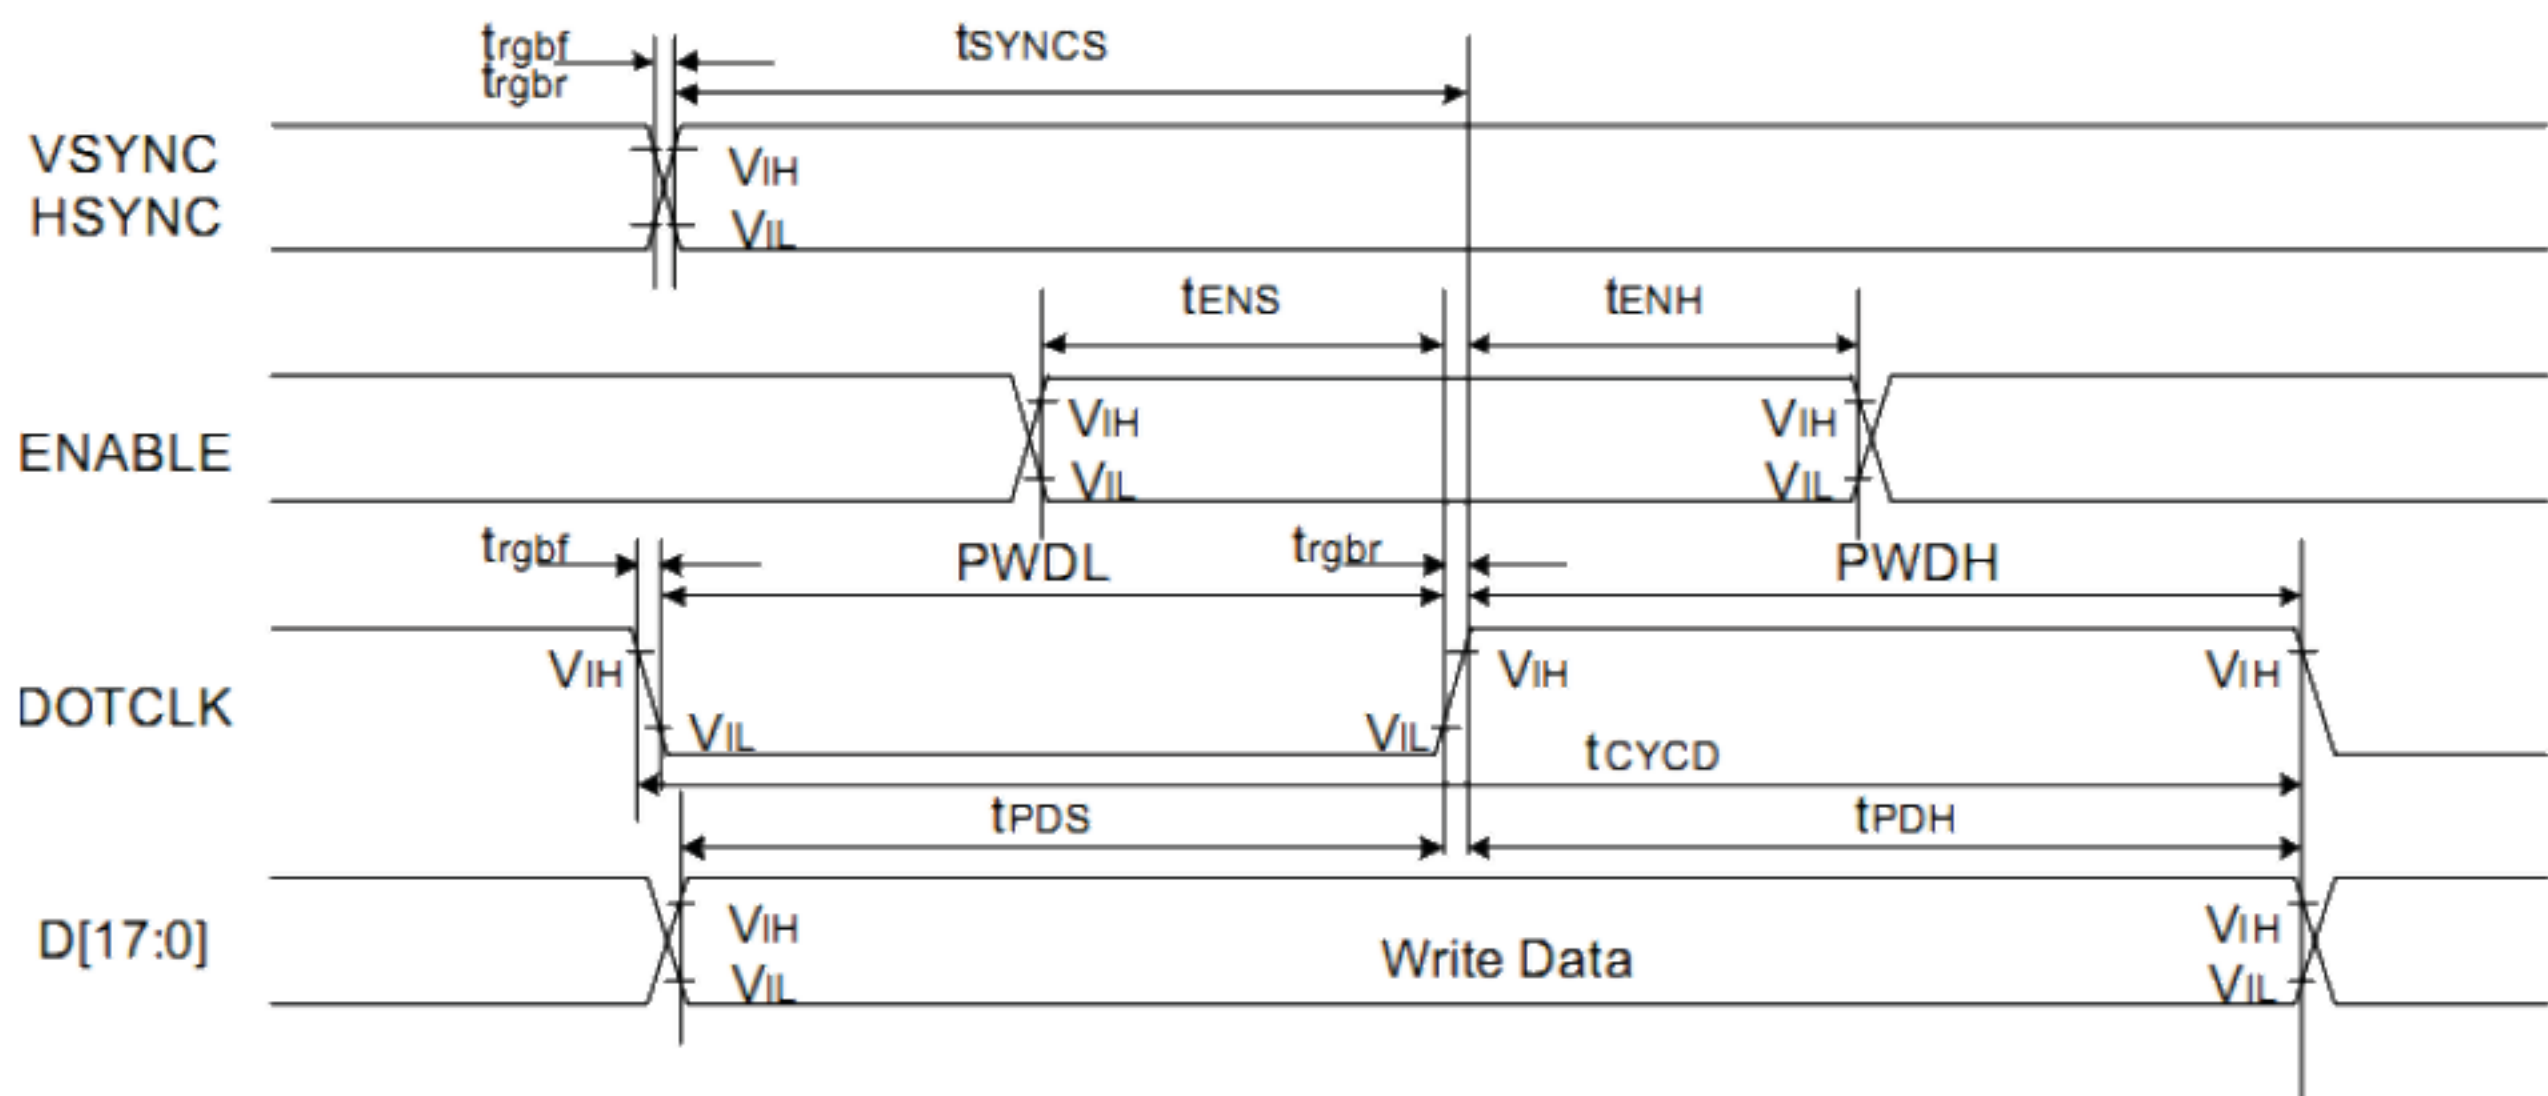 trgbf
trgbr
tSYNCS
VSYNC
HSYNC
VIH
VIL
tENS
tENH
ENABLE
VIH
VIL
VIH
VIL
trgbf
PWDL
trgbr
PWDH
DOTCLK
VIH
VIL
VIL
VIH
VIH
tCYCD
tPDS
tPDH
D[17:0]
VIH
VIL
Write Data
VIH
VIL